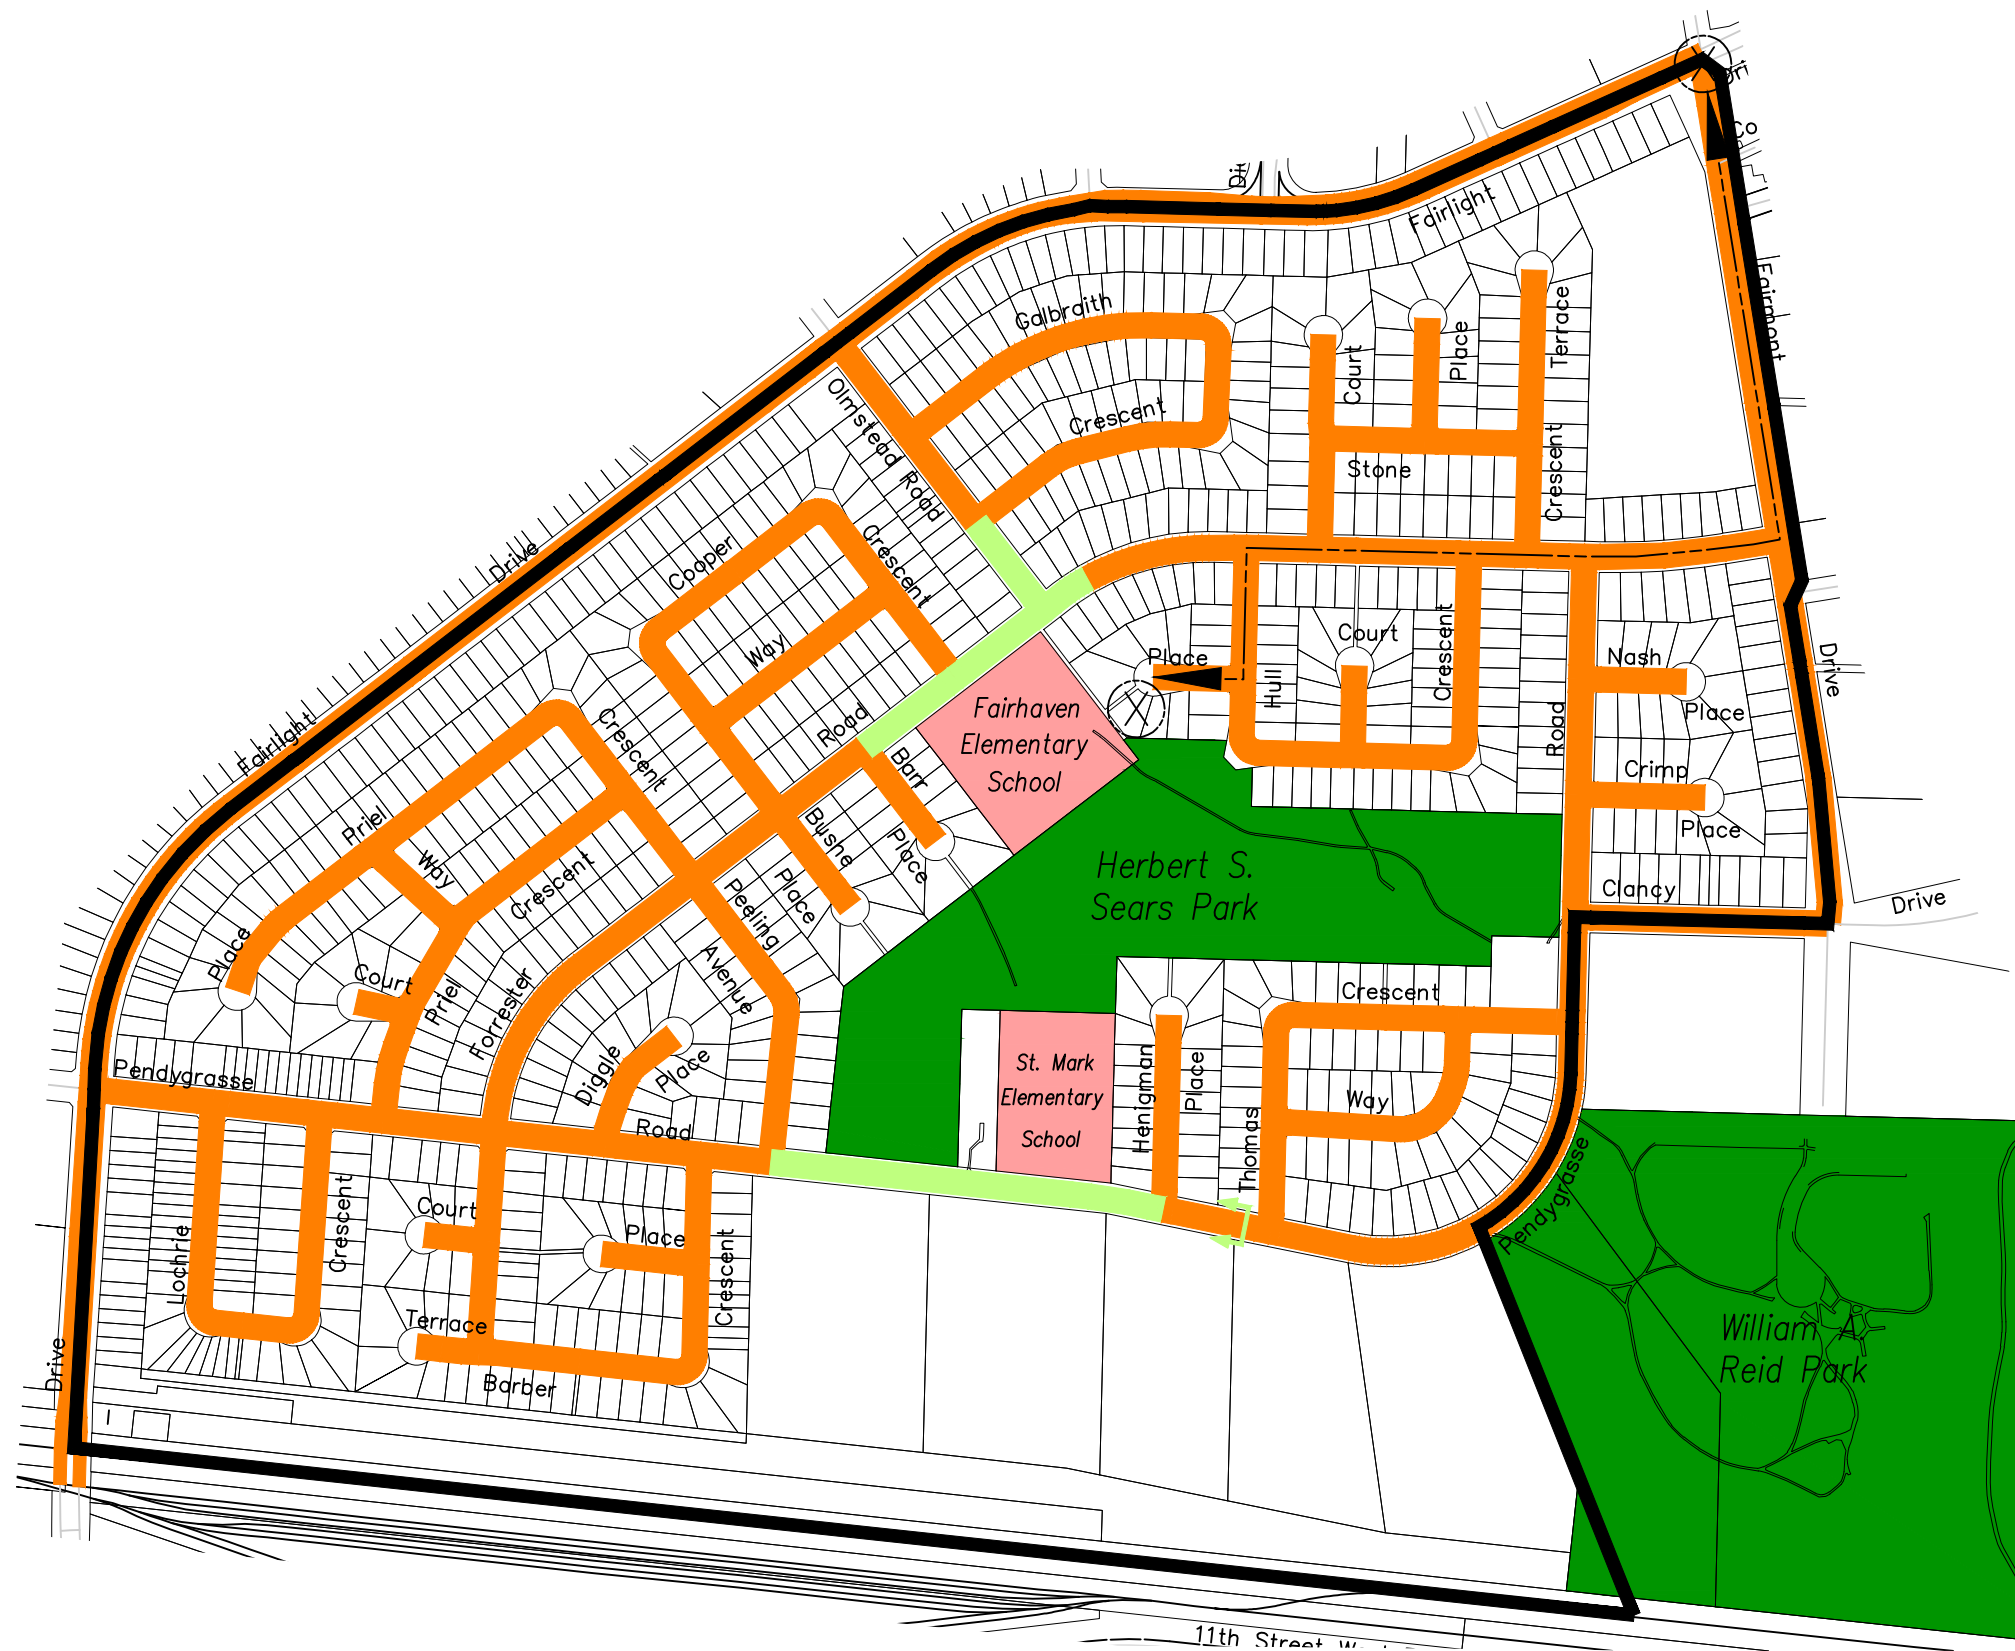 Dri
Co
Fairlight
Fairmont
Galbraith
Terrace
Place
Court
Crescent
Olmstead Road
Stone
Crescent
Crescent
Cooper
Drive
Way
Road
Place
Hull
Court
Crescent
Nash
Place
Drive
Road
Crimp
Place
Fairhaven
Elementary
School
Fairlight
Crescent
Barr
Place
Bushe
Place
Priel
Way
Crescent
Peeling
Avenue
Herbert S.
Sears Park
Clancy
Drive
Place
Court
Priel
Forrester
Diggle
Place
Pendygrasse
Road
St. Mark
Elementary
School
Henigman
Place
Thomas
Crescent
Way
Pendygrasse
Lochrie
Crescent
Court
Place
Terrace
Crescent
Barber
Drive
William A.
Reid Park
11th Street